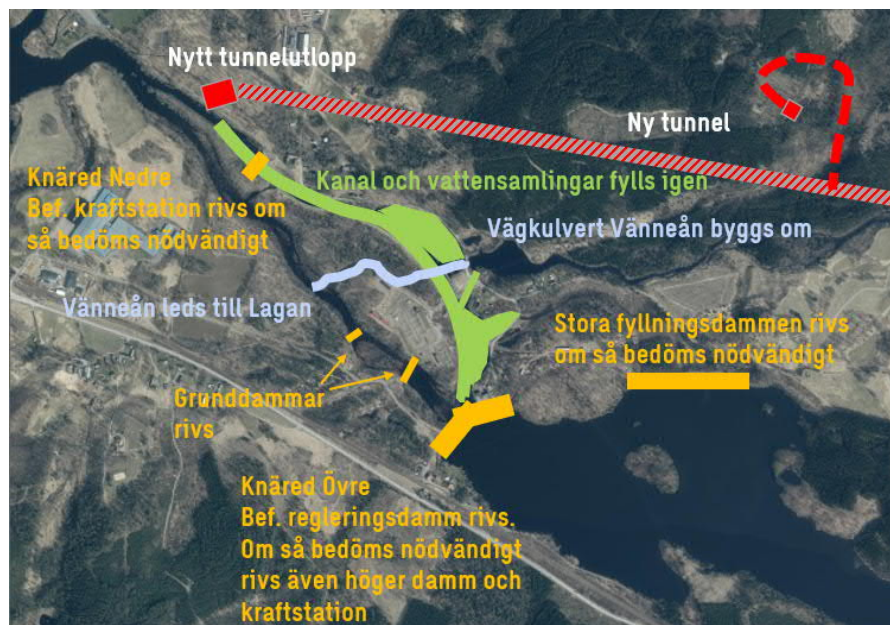 Nytt tunnelutlopp
Ny tunnel
Knäred Nedre
Bef. kraftstation rivs om
så bedöms nödvändigt
Kanal och vattensamlingar fylls igen
Vägkulvert Vänneån byggs om
Vänneån leds till Lagan
Stora fyllningsdammen rivs
om så bedöms nödvändigt
Grunddammar
rivs
Knäred Övre
Bef. regleringsdamm rivs.
Om så bedöms nödvändigt
rivs även höger damm och
kraftstation